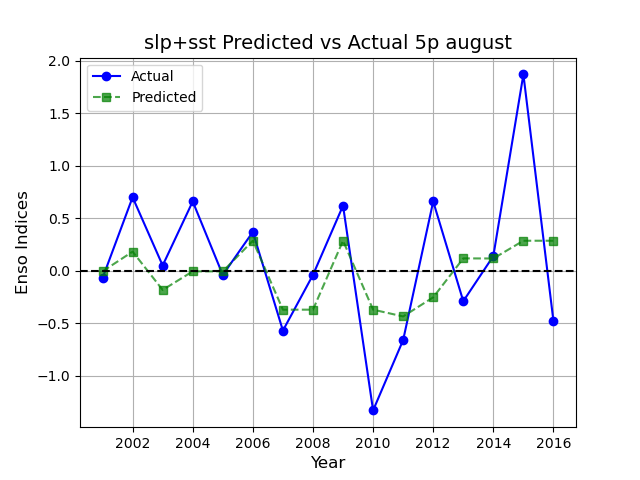 slp+sst Predicted vs Actual 5p august
Actual
Predicted
2.0
1.5
1.0
0.5
0.0
−0.5
−1.0
Enso Indices
2002 2004 2006 2008 2010 2012 2014 2016
Year